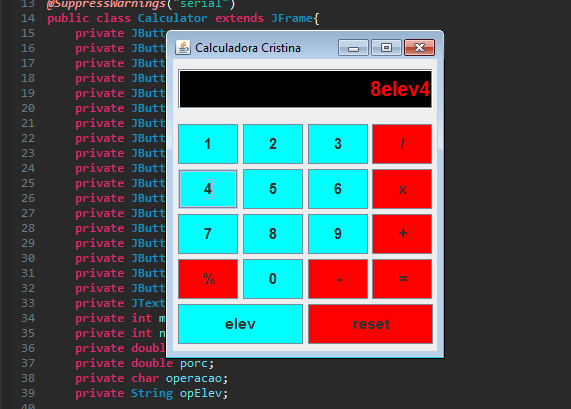 13 @SuppressWarnings("serial")
14 public class Calculator extends JFrame{
15 private JButt
16 private JButt
17 private JButt
18 private JButt
19 private JButt
20 private JButt
21 private JButt
22 private JButt
23 private JButt
24 private JButt
25 private JButt
26 private JButt
27 private JButt
28 private JButt
29 private JButt
30 private JButt
31 private JButt
32 private JButt
33 private JText
34 private int m
35 private int n
36 private doubl
37 private double porc;
38 private char operacao;
39 private String opElev;
40
Calculadora Cristina
8elev4
1 2 3 /
4 5 6 x
7 8 9 +
% 0 - =
elev reset